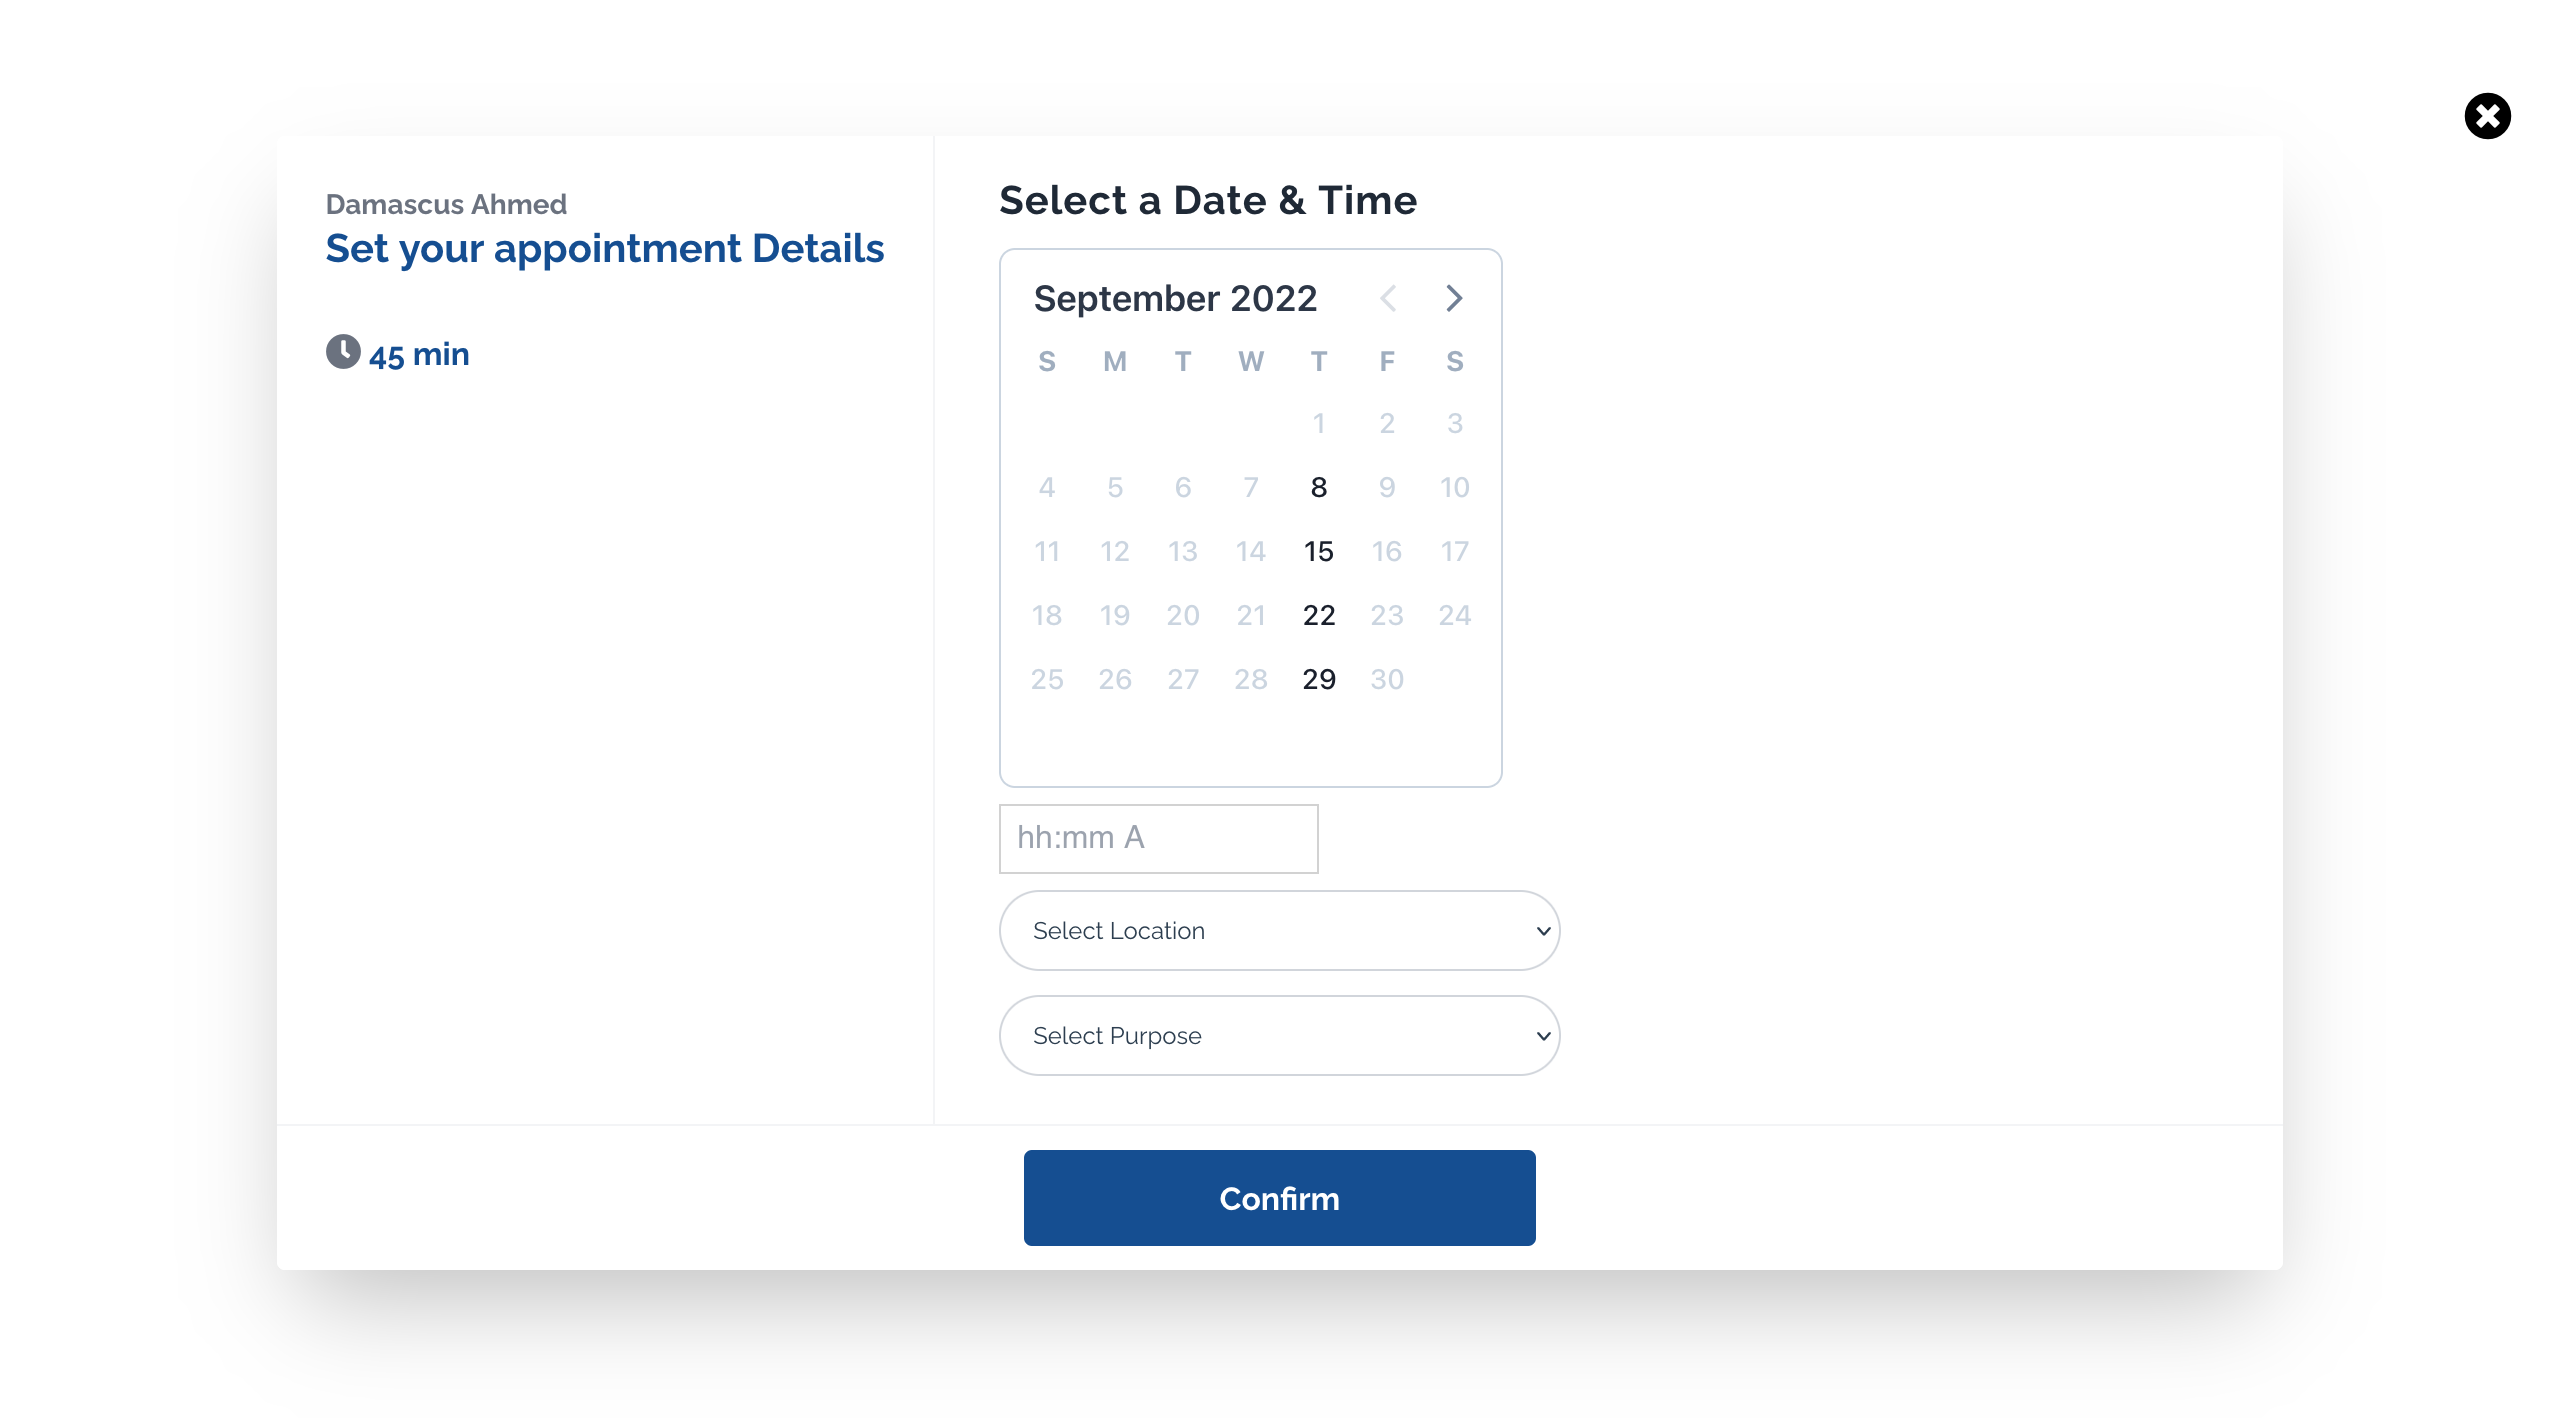 Damascus Ahmed
Set your appointment Details
45 min
Select a Date & Time
September 2022
S M T W T F S
1 2 3
4 5 6 7 8 9 10
11 12 13 14 15 16 17
18 19 20 21 22 23 24
25 26 27 28 29 30
hh:mm A
Select Location
Select Purpose
Confirm